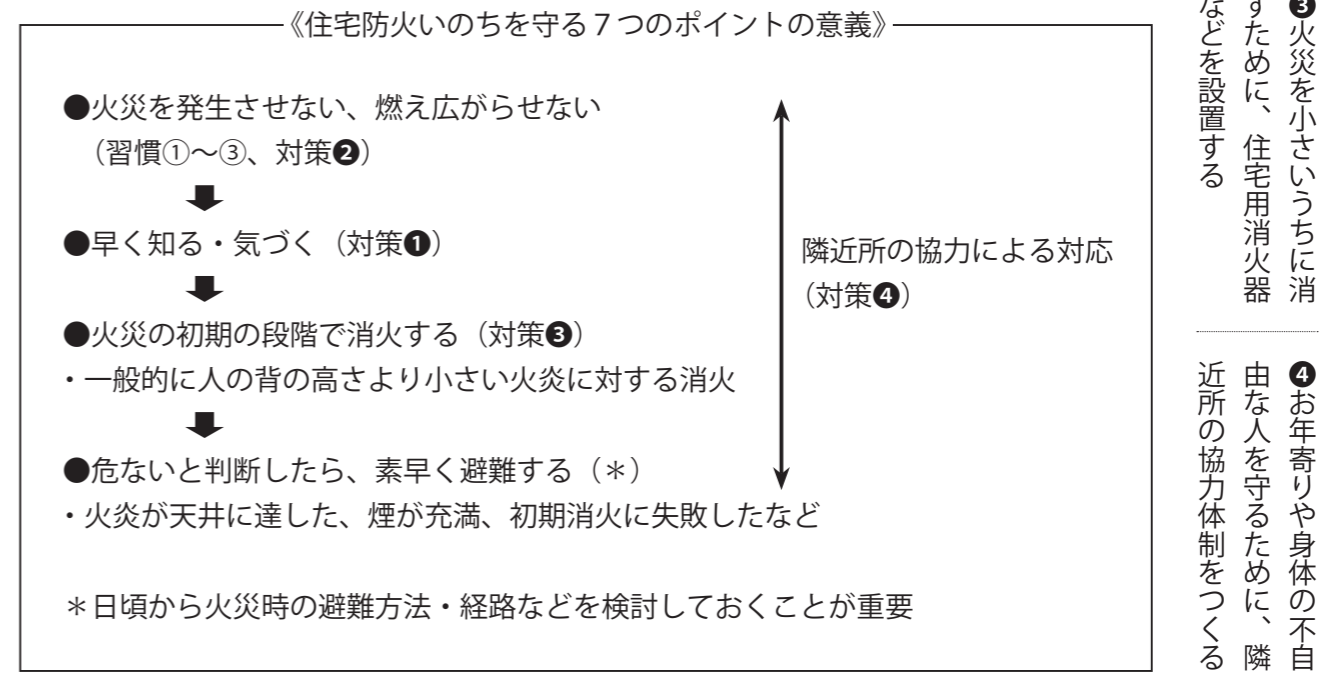 《住宅防火いのちを守る7つのポイントの意義》
●火災を発生させない、燃え広がらせない
（習慣①～③、対策❷）
●早く知る・気づく（対策❶）
●火災の初期の段階で消火する（対策❸）
・一般的に人の背の高さより小さい火炎に対する消火
●危ないと判断したら、素早く避難する（＊）
・火炎が天井に達した、煙が充満、初期消火に失敗したなど
＊日頃から火災時の避難方法・経路などを検討しておくことが重要
隣近所の協力による対応
（対策❹）
❸火災を小さいうちに消
すために、住宅用消火器
などを設置する
❹お年寄りや身体の不自
由な人を守るために、隣
近所の協力体制をつくる